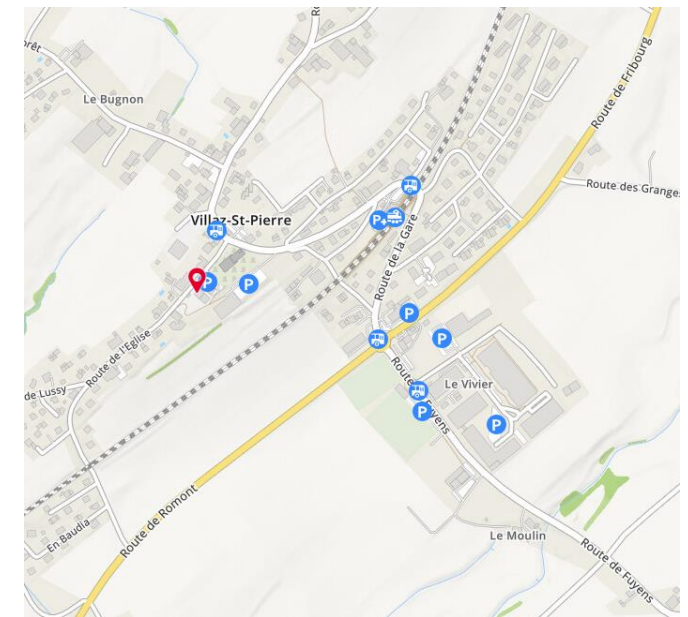 Le Bugnon
Route de Fribourg
Route des Granges
Villaz-St-Pierre
P
Route de la Gare
P
P
P
P
Route de l'Eglise
de Lussy
Le Vivier
Route de Fuyens
P
P
Route de Romont
En Baudia
Le Moulin
Route de Fuyens